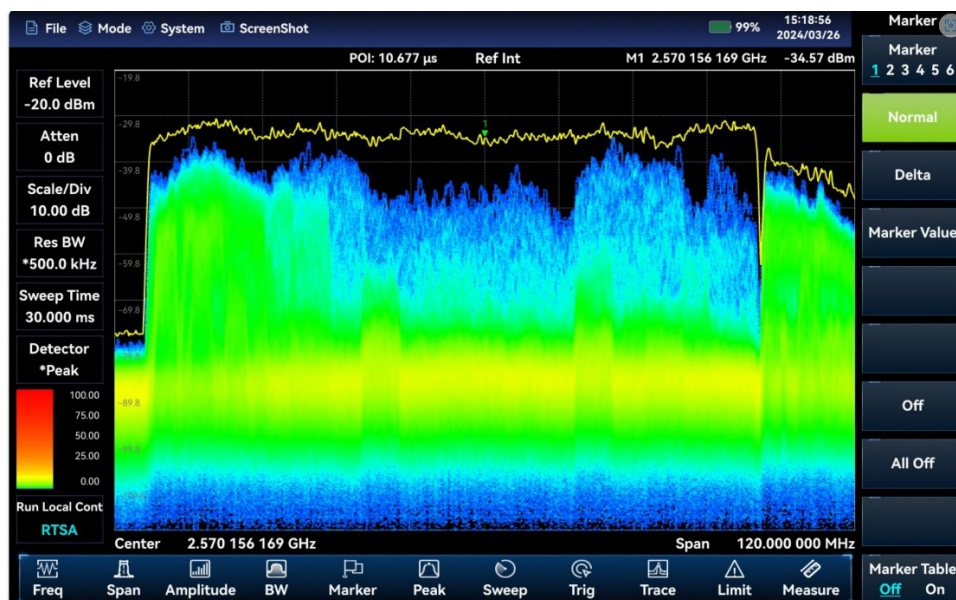 File Mode System ScreenShot
99%
15:18:56
2024/03/26
Marker
POI: 10.677 µs Ref Int M1 2.570 156 169 GHz -34.57 dBm
Ref Level
-20.0 dBm
Atten
0 dB
Scale/Div
10.00 dB
Res BW
*500.0 kHz
Sweep Time
30.000 ms
Detector
*Peak
100.00
75.00
50.00
25.00
0.00
Run Local Cont
RTSA
-19.8
-29.8
-39.8
-49.8
-59.8
-69.8
-89.8
1
Center 2.570 156 169 GHz
Span 120.000 000 MHz
Marker
1 2 3 4 5 6
Normal
Delta
Marker Value
Off
All Off
Marker Table
Off On
Freq Span Amplitude BW Marker Peak Sweep Trig Trace Limit Measure